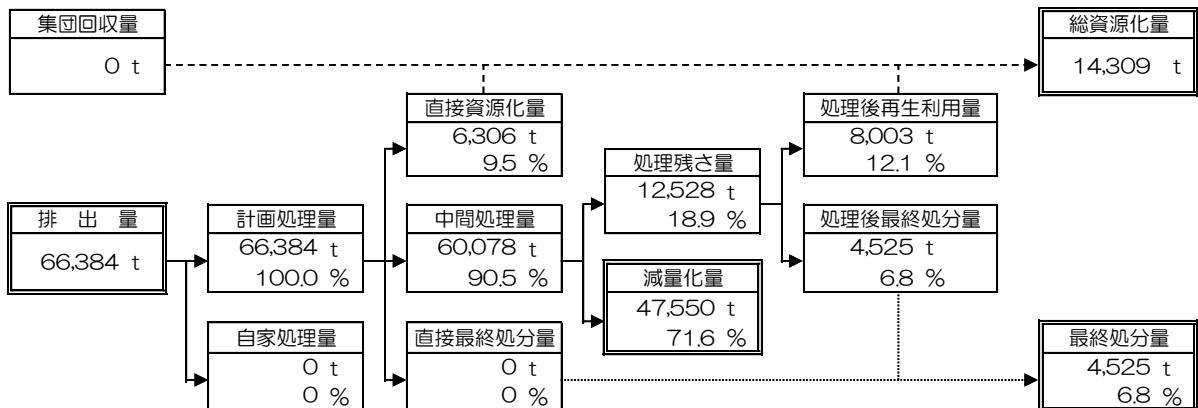 集団回収量
0 t
総資源化量
14,309 t
直接資源化量
6,306 t
9.5 %
処理後再生利用量
8,003 t
12.1 %
処理残さ量
12,528 t
18.9 %
排 出 量
66,384 t
計画処理量
66,384 t
100.0 %
中間処理量
60,078 t
90.5 %
処理後最終処分量
4,525 t
6.8 %
減量化量
47,550 t
71.6 %
自家処理量
0 t
0 %
直接最終処分量
0 t
0 %
最終処分量
4,525 t
6.8 %